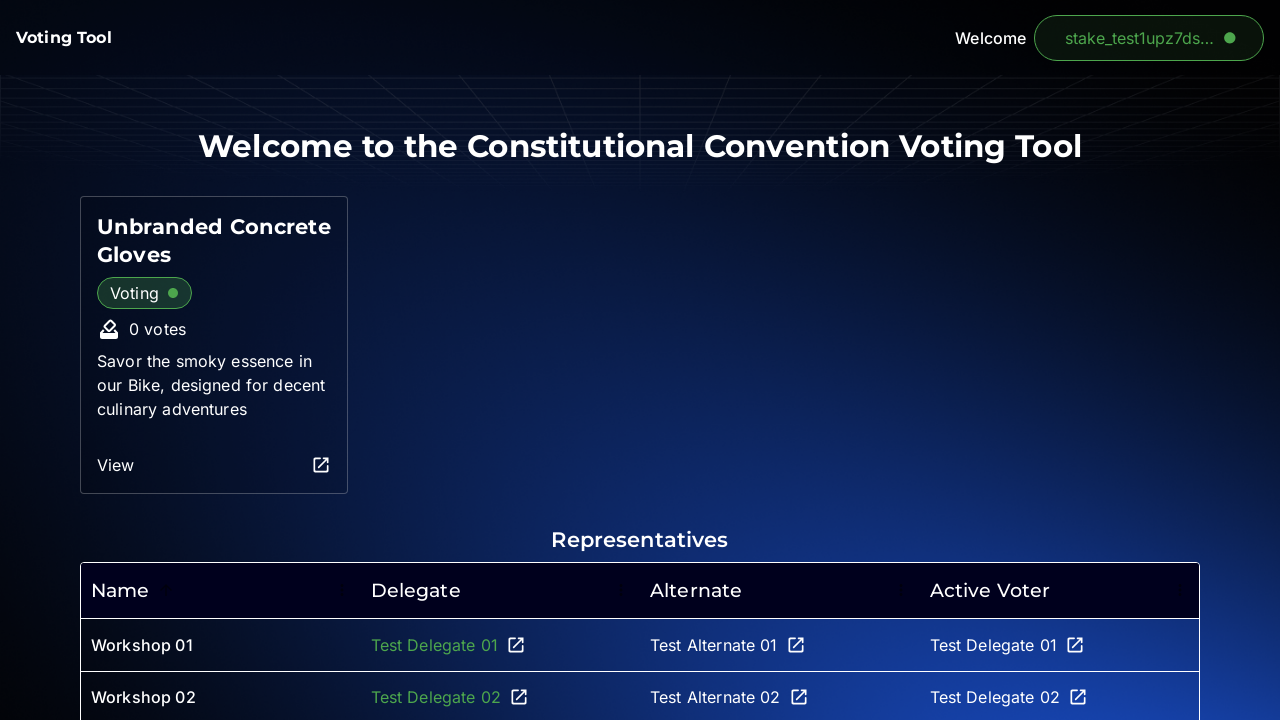 Voting Tool
Welcome stake_test1upz7ds...
Welcome to the Constitutional Convention Voting Tool
Unbranded Concrete
Gloves
Voting
0 votes
Savor the smoky essence in
our Bike, designed for decent
culinary adventures
View
Representatives
Name Delegate Alternate Active Voter
Workshop 01 Test Delegate 01 Test Alternate 01 Test Delegate 01
Workshop 02 Test Delegate 02 Test Alternate 02 Test Delegate 02